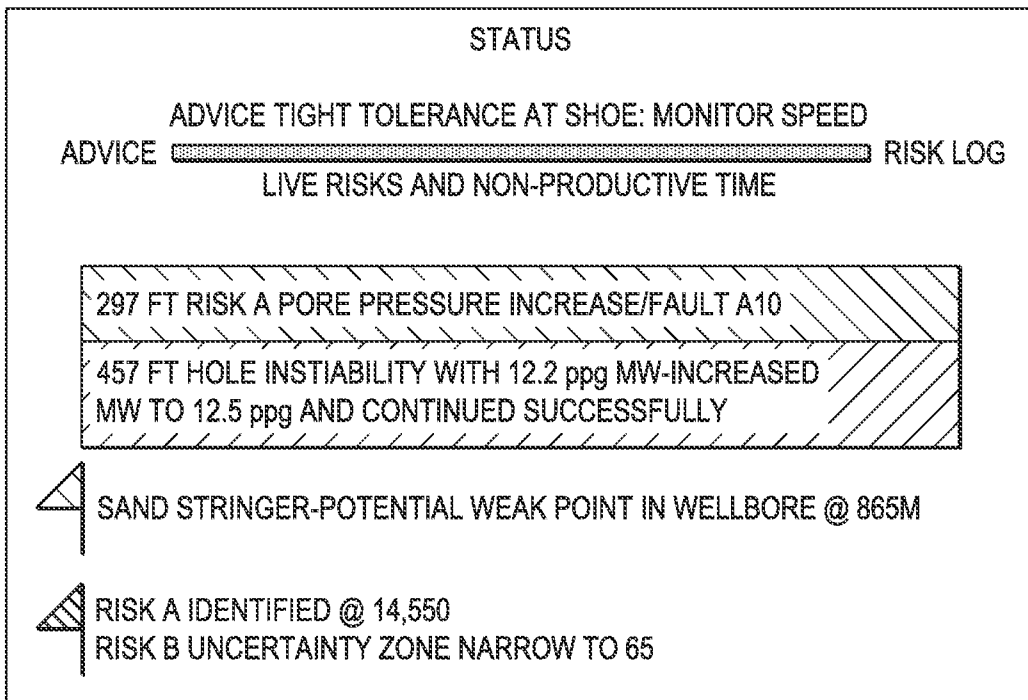 STATUS
ADVICE TIGHT TOLERANCE AT SHOE: MONITOR SPEED
ADVICE RISK LOG
LIVE RISKS AND NON-PRODUCTIVE TIME
297 FT RISK A PORE PRESSURE INCREASE/FAULT A10
457 FT HOLE INSTIABILITY WITH 12.2 ppg MW-INCREASED
MW TO 12.5 ppg AND CONTINUED SUCCESSFULLY
SAND STRINGER-POTENTIAL WEAK POINT IN WELLBORE @ 865M
RISK A IDENTIFIED @ 14,550
RISK B UNCERTAINTY ZONE NARROW TO 65